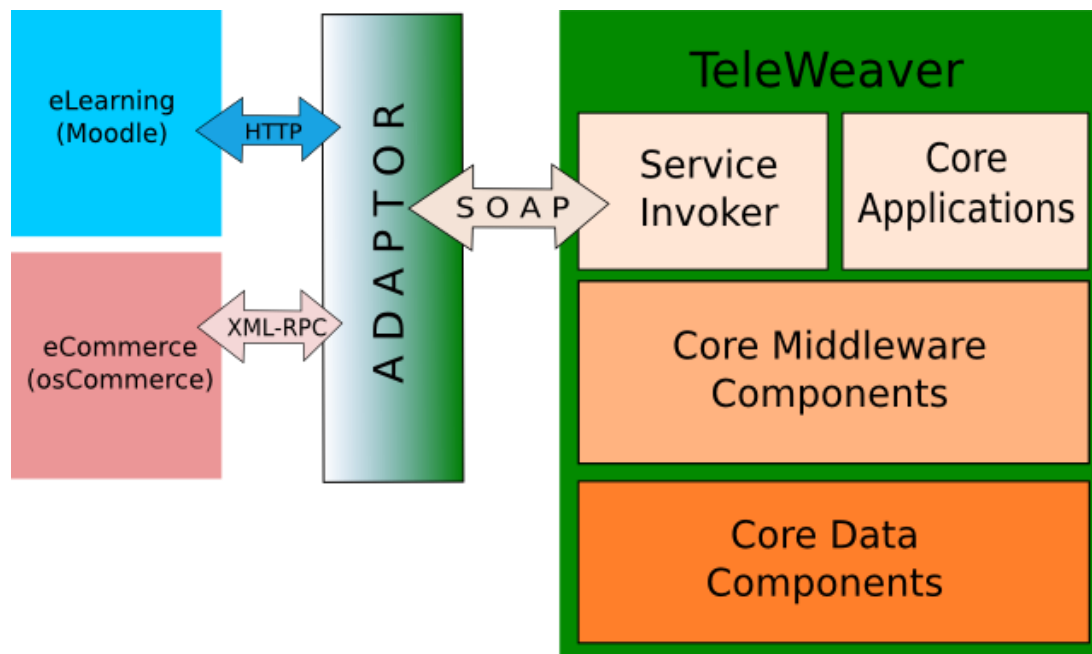 eLearning
(Moodle)
HTTP
eCommerce
(osCommerce)
XML-RPC
ADAPTOR
SOAP
TeleWeaver
Service
Invoker
Core
Applications
Core Middleware
Components
Core Data
Components